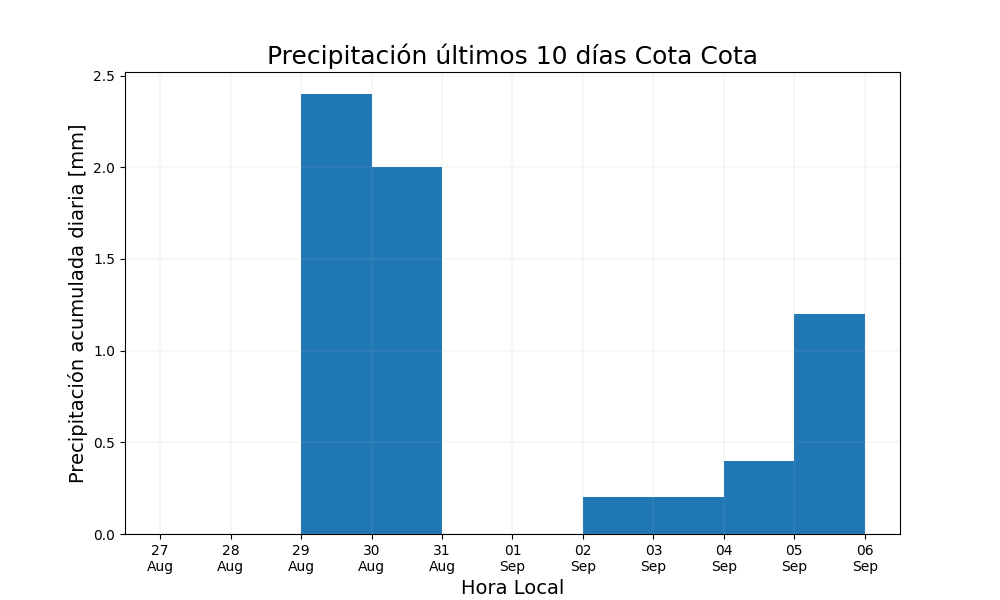 Precipitación últimos 10 días Cota Cota
Precipitación acumulada diaria [mm]
2.5
2.0
1.5
1.0
0.5
0.0
27 28 29 30 31 01 02 03 04 05 06
Aug Aug Aug Aug Aug Sep Sep Sep Sep Sep Sep
Hora Local